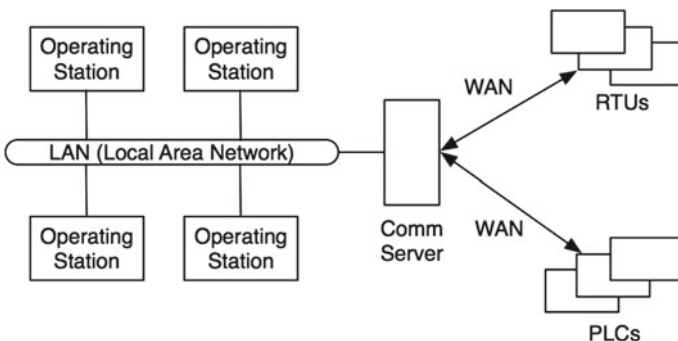 Operating
Station
Operating
Station
WAN
RTUs
LAN (Local Area Network)
Comm
Server
Operating
Station
Operating
Station
WAN
PLCs